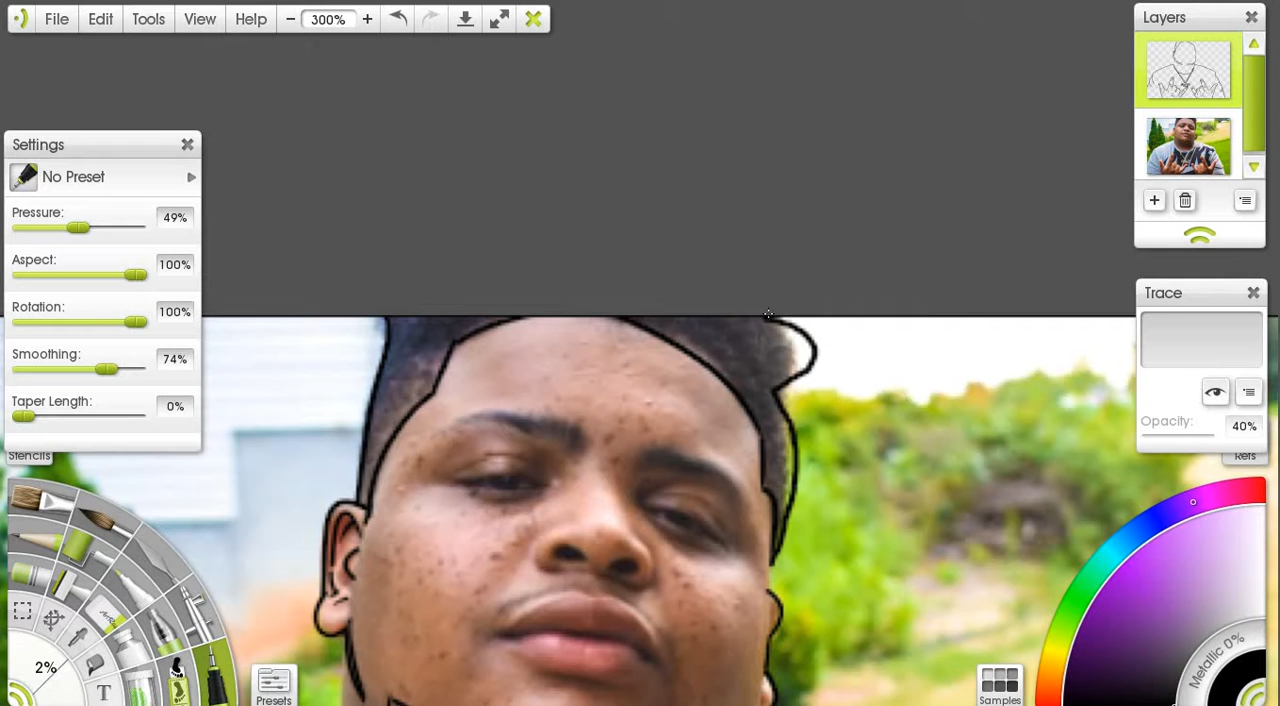 File Edit Tools View Help − 300% +
Layers
Settings
No Preset
Pressure: 49%
Aspect: 100%
Rotation: 100%
Smoothing: 74%
Taper Length: 0%
Stencils
Trace
Opacity: 40%
Refs
2%
T
Presets
Samples
Metallic 0%